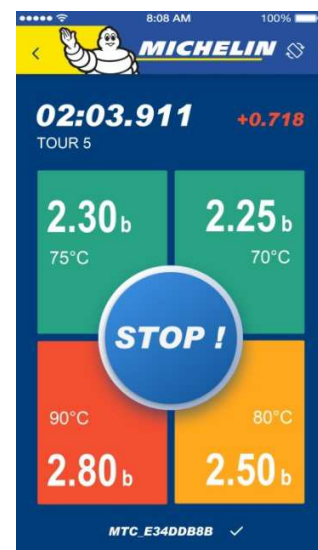 8:08 AM 100%
MICHELIN
02:03.911 +0.718
TOUR 5
2.30 b 2.25 b
75°C 70°C
STOP !
90°C 80°C
2.80 b 2.50 b
MTC_E34DDB8B